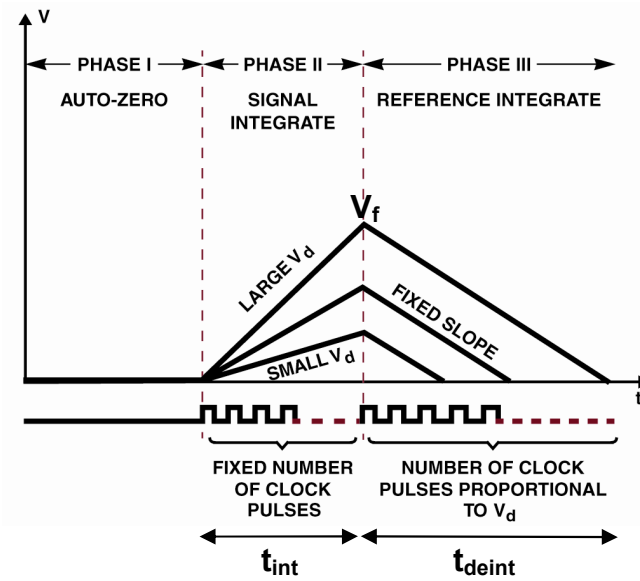 V
PHASE I
PHASE II
PHASE III
AUTO-ZERO
SIGNAL
INTEGRATE
REFERENCE INTEGRATE
Vf
LARGE Vd
FIXED SLOPE
SMALL Vd
t
FIXED NUMBER
OF CLOCK
PULSES
NUMBER OF CLOCK
PULSES PROPORTIONAL
TO Vd
tint
tdeint